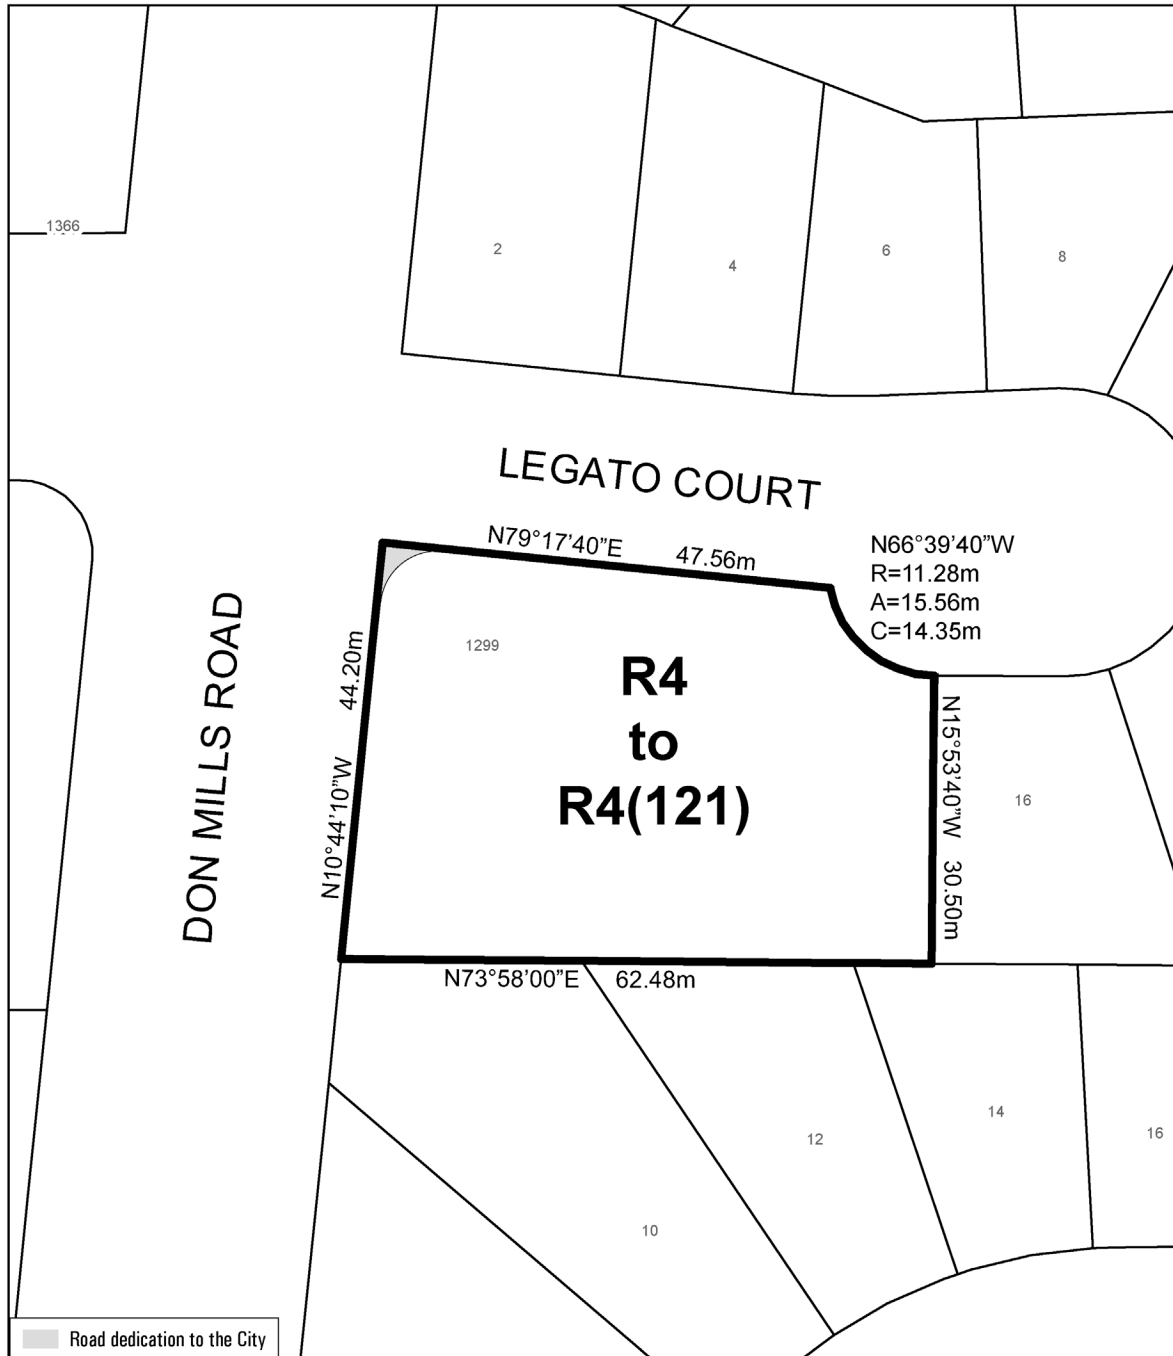 1366
2
4
6
8
LEGATO COURT
N79°17'40”E 47.56m
N66°39'40”W
R=11.28m
A=15.56m
C=14.35m
DON MILLS ROAD
N10°44'10”W 44.20m
1299
R4
to
R4(121)
N15°53'40”W 30.50m
16
N73°58'00”E 62.48m
10
12
14
16
Road dedication to the City